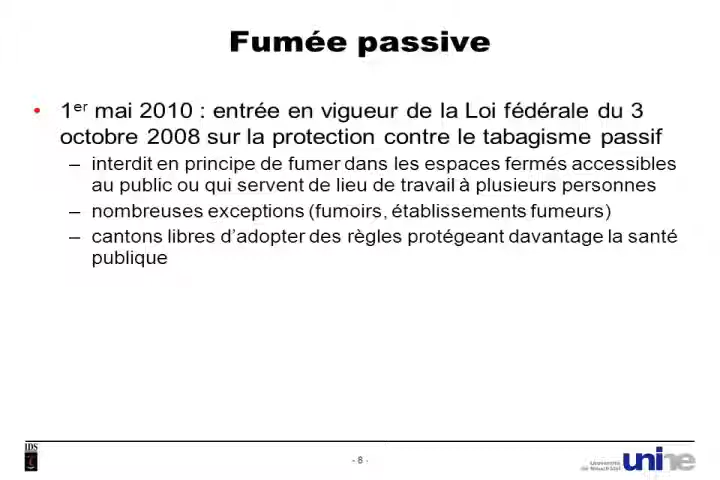 Fumée passive
• 1er mai 2010 : entrée en vigueur de la Loi fédérale du 3
octobre 2008 sur la protection contre le tabagisme passif
– interdit en principe de fumer dans les espaces fermés accessibles
au public ou qui servent de lieu de travail à plusieurs personnes
– nombreuses exceptions (fumoirs, établissements fumeurs)
– cantons libres d’adopter des règles protégeant davantage la santé
publique
IDS
- 8 -
Université
de Neuchâtel
unine